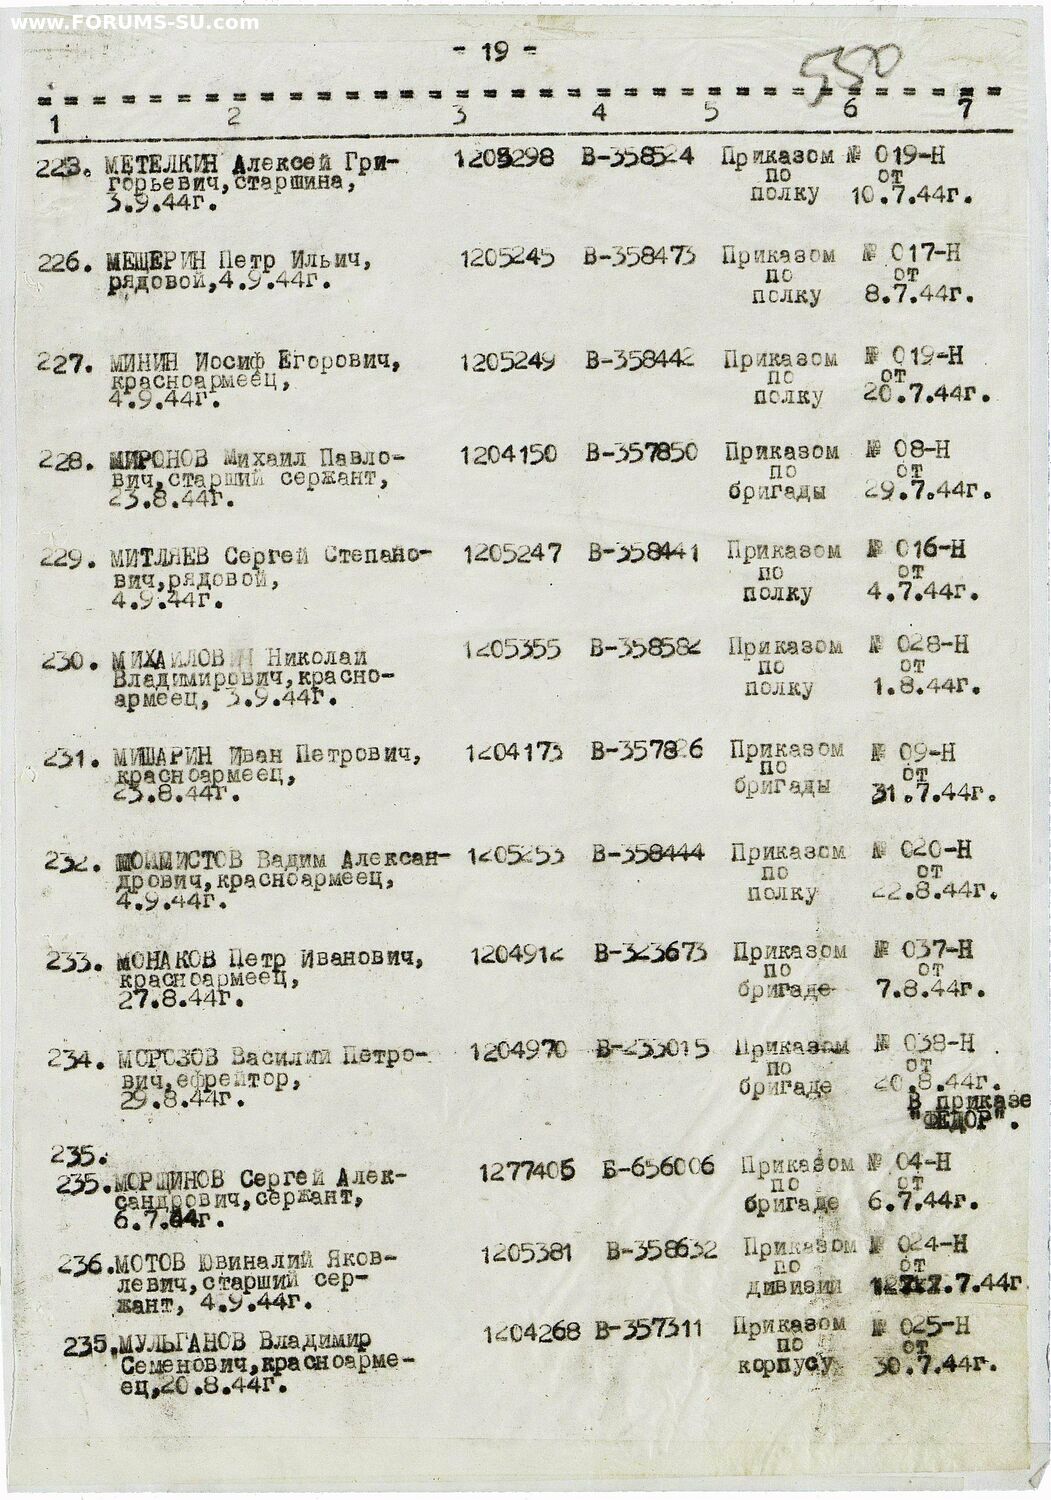 www.FORUMS-SU.com
- 19 -
550
1 2 3 4 5 6 7
223. МЕТЕЛКИН Алексей Гри- 1205298 В-358524 Приказом № 019-Н
горьевич,старшина, по от
3.9.44г. полку 10.7.44г.
226. МЕЩЕРИН Петр Ильич, 1205245 В-358473 Приказом № 017-Н
рядовой,4.9.44г. по от
полку 8.7.44г.
227. МИНИН Иосиф Егорович, 1205249 В-358442 Приказом № 019-Н
красноармеец, по от
4.9.44г. полку 20.7.44г.
228. МИРОНОВ Михаил Павло- 1204150 В-357850 Приказом № 08-Н
вич,старший сержант, по от
23.8.44г. бригады 29.7.44г.
229. МИТЛЯЕВ Сергей Степано- 1205247 В-358441 Приказом № 016-Н
вич,рядовой, по от
4.9.44г. полку 4.7.44г.
230. МИХАИЛОВ Николай 1205355 В-358582 Приказом № 028-Н
Владимирович,красно- по от
армеец, 3.9.44г. полку 1.8.44г.
231. МИШАРИН Иван Петрович, 1204173 В-357826 Приказом № 09-Н
красноармеец, по от
23.8.44г. бригады 31.7.44г.
232. МОИМИСТОВ Вадим Алексан- 1205253 В-358444 Приказом № 020-Н
дрович,красноармеец, по от
4.9.44г. полку 22.8.44г.
233. МОНАКОВ Петр Иванович, 1204912 В-323673 Приказом № 037-Н
красноармеец, по от
27.8.44г. бригаде 7.8.44г.
234. МОРОЗОВ Василий Петро- 1204970 В-233015 Приказом № 038-Н
вич,ефрейтор, по от
29.8.44г. бригаде 20.8.44г.
В приказе
"ФЕДОР".
235.
235.МОРШИНОВ Сергей Алек- 1277405 Б-656006 Приказом № 04-Н
сандрович,сержант, по от
6.7.44г. бригаде 6.7.44г.
236.МОТОВ Ювиналий Яков- 1205381 В-358632 Приказом № 024-Н
левич,старший сер- по от
жант, 4.9.44г. дивизии .7.44г
235.МУЛЬГАНОВ Владимир 1204268 В-357311 Приказом № 025-Н
Семенович,красноарме- по от
ец,20.8.44г. корпусу 30.7.44г.